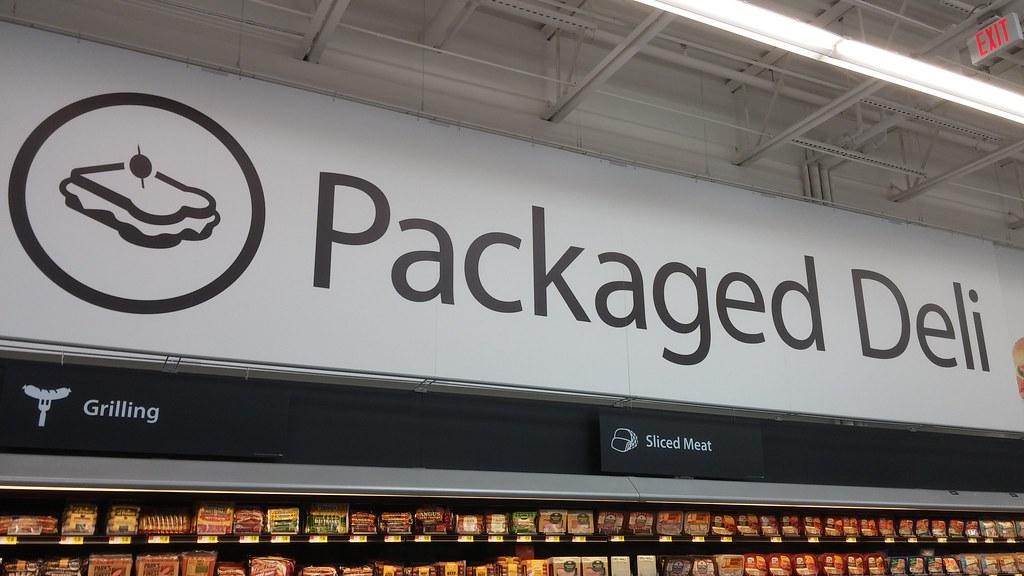 EXIT
Packaged Deli
Grilling
Sliced Meat